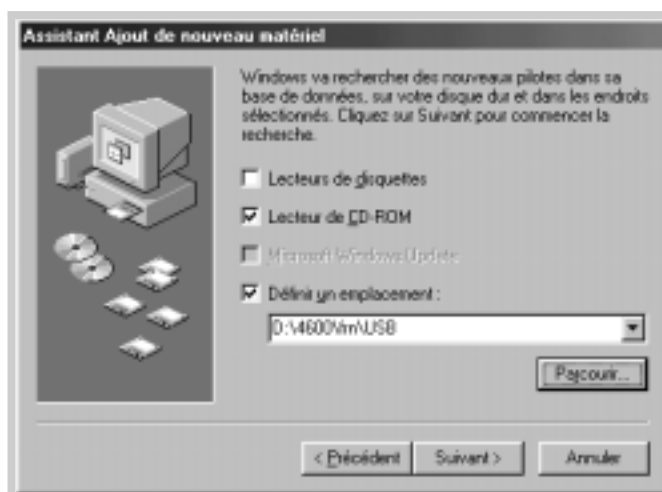 Assistant Ajout de nouveau matériel
Windows va rechercher des nouveaux pilotes dans sa
base de données, sur votre disque dur et dans les endroits
sélectionnés. Cliquez sur Suivant pour commencer la
recherche.
Lecteurs de disquettes
Lecteur de CD-ROM
Microsoft Windows Update
Définir un emplacement :
D:\4600\frn\USB
Parcourir...
< Précédent
Suivant >
Annuler